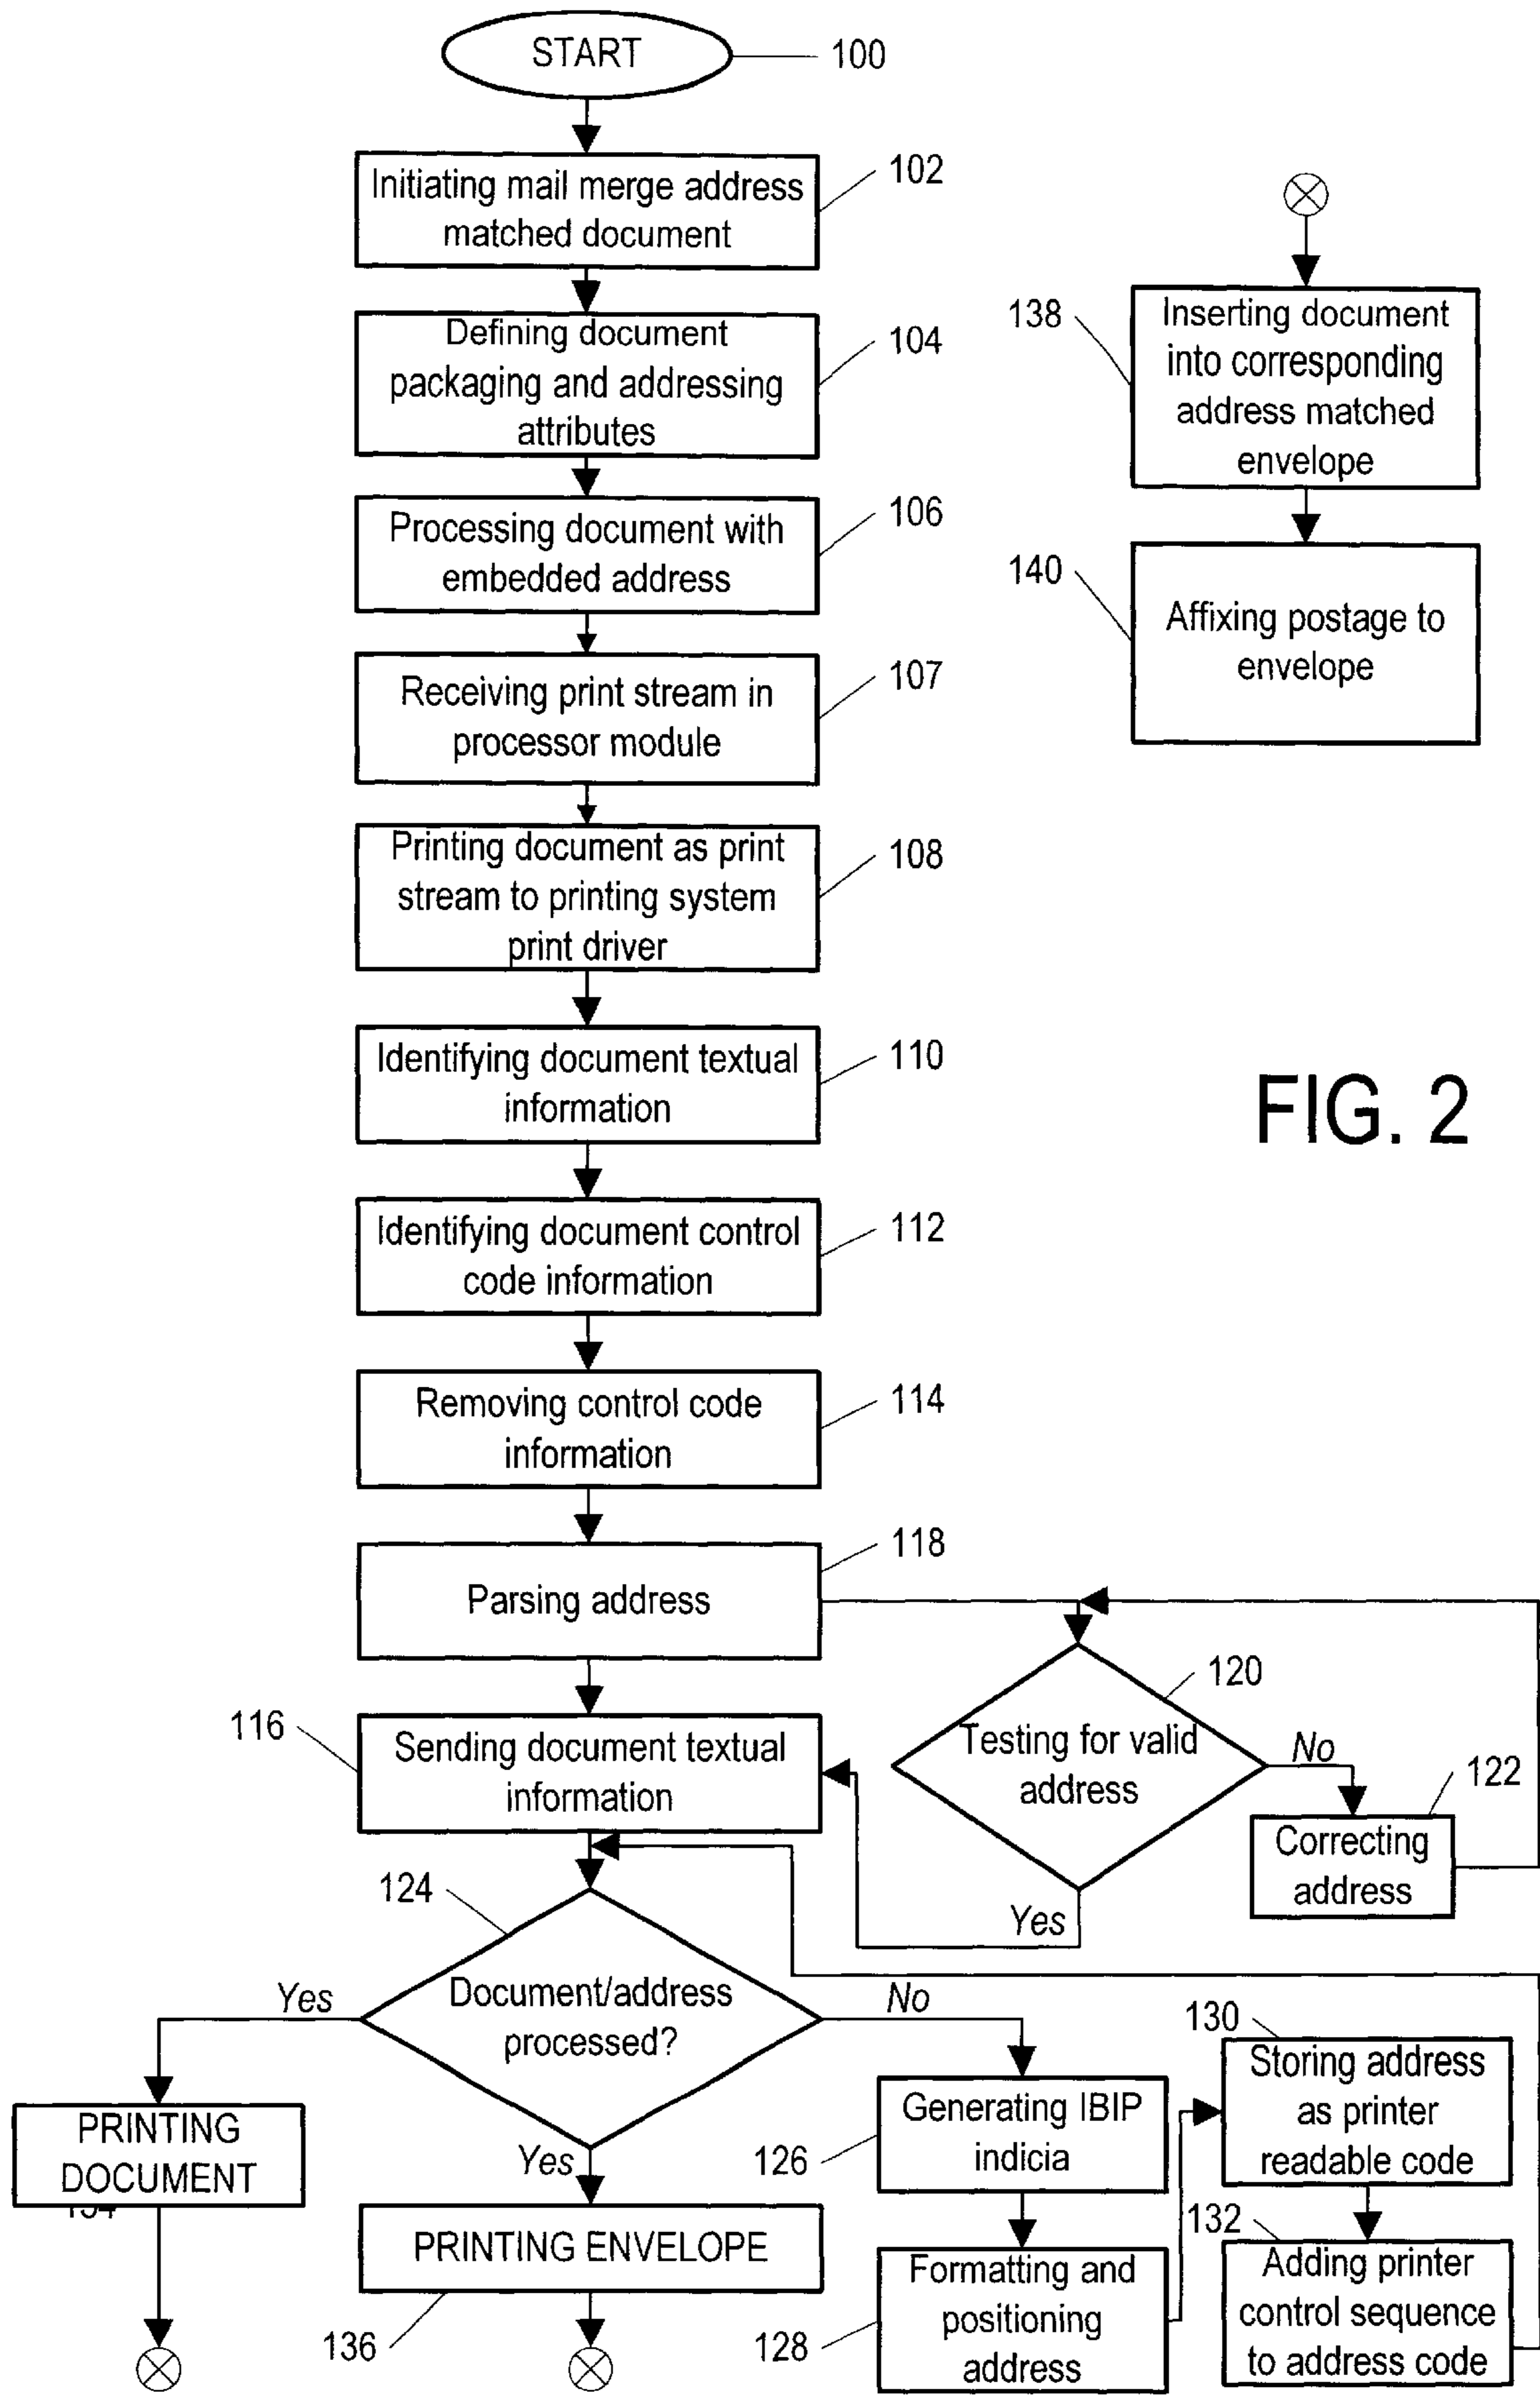 START
100
Initiating mail merge address
matched document
102
Defining document
packaging and addressing
attributes
104
Processing document with
embedded address
106
Receiving print stream in
processor module
107
Printing document as print
stream to printing system
print driver
108
Identifying document textual
information
110
Identifying document control
code information
112
Removing control code
information
114
Parsing address
118
116
Sending document textual
information
Testing for valid
address
120
No
Yes
Correcting
address
122
124
Document/address
processed?
Yes
No
Yes
PRINTING
DOCUMENT
PRINTING ENVELOPE
136
Generating IBIP
indicia
126
Formatting and
positioning
address
128
130
Storing address
as printer
readable code
132
Adding printer
control sequence
to address code
138
Inserting document
into corresponding
address matched
envelope
140
Affixing postage to
envelope
FIG. 2